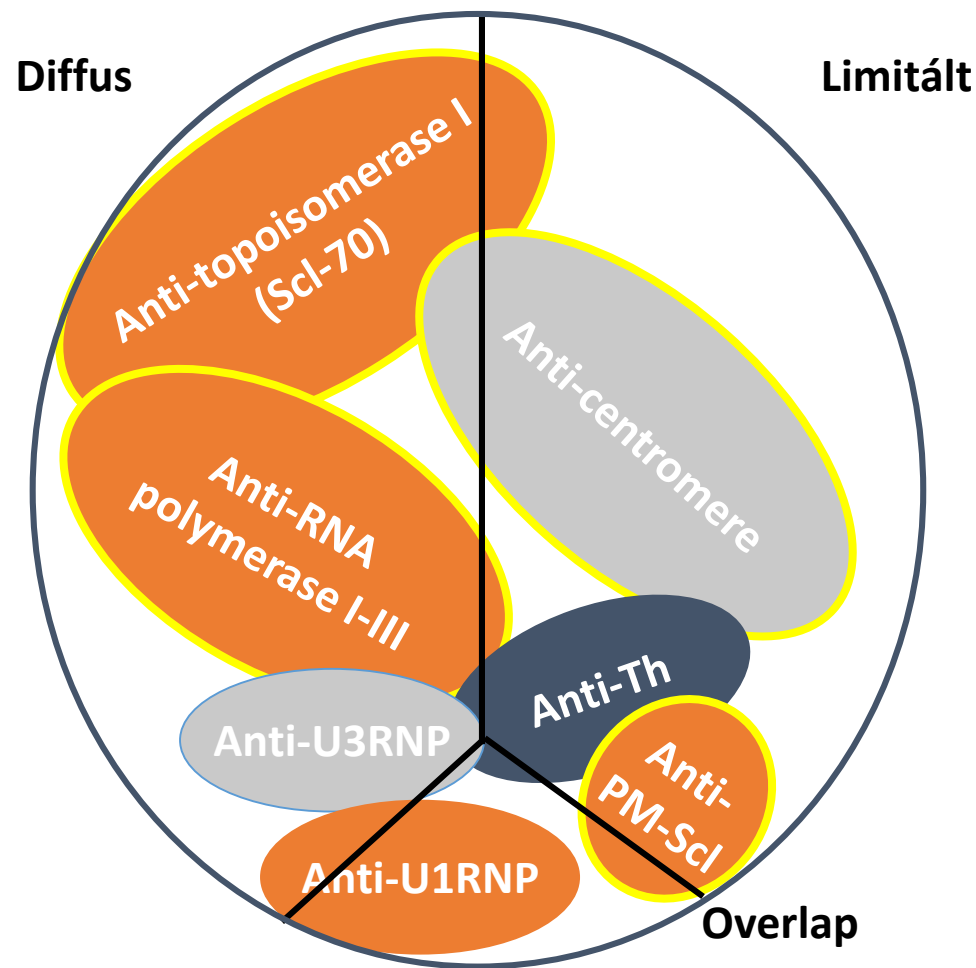 Diffus
Limitált
Anti-topoisomerase I
(Scl-70)
Anti-centromere
Anti-RNA
polymerase I-III
Anti-Th
Anti-U3RNP
Anti-
PM-Scl
Anti-U1RNP
Overlap